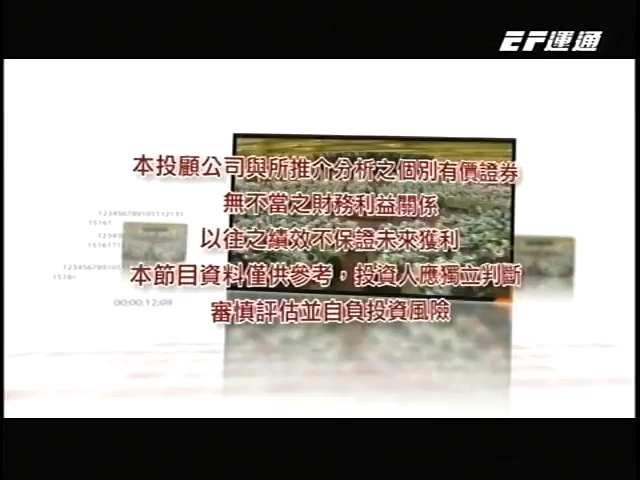 EF運通
本投顧公司與所推介分析之個別有價證券
無不當之財務利益關係
以往之績效不保證未來獲利
本節目資料僅供參考，投資人應獨立判斷
審慎評估並自負投資風險
00;00;12;08